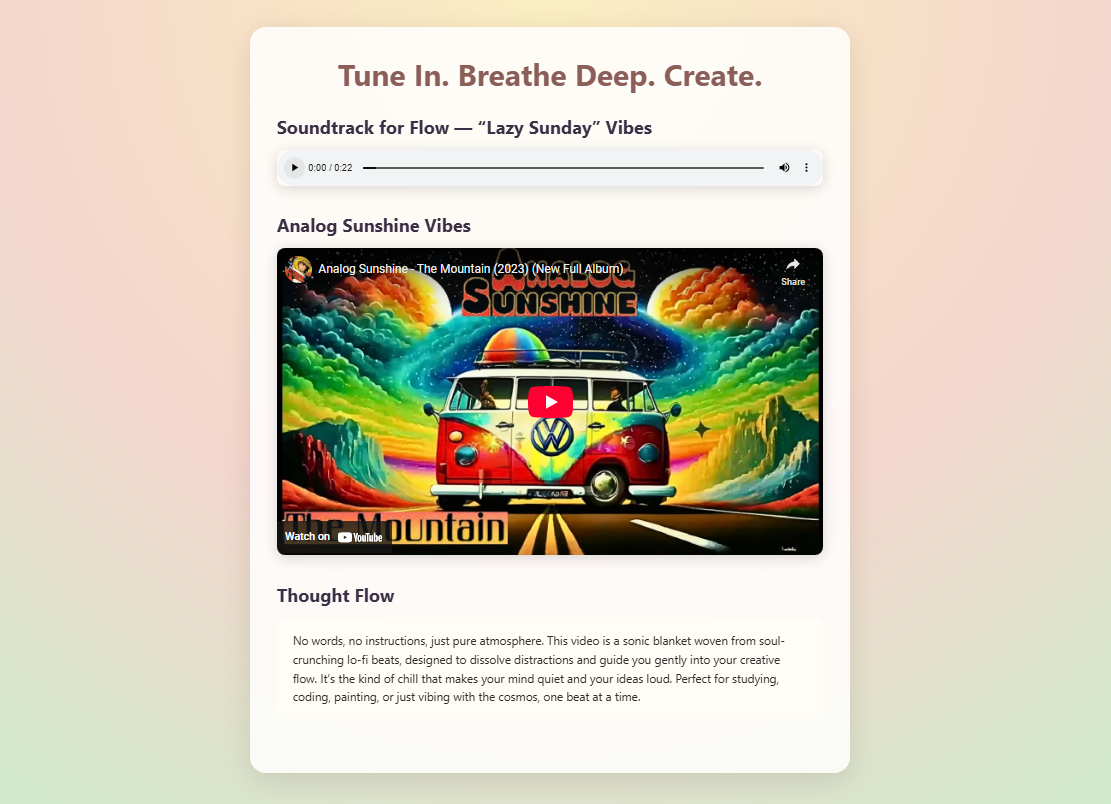 Tune In. Breathe Deep. Create.
Soundtrack for Flow — “Lazy Sunday” Vibes
0:00 / 0:22
Analog Sunshine Vibes
Analog Sunshine - The Mountain (2023) (New Full Album)
Share
ANALOG
SUNSHINE
The Mountain
Watch on YouTube
Thought Flow
No words, no instructions, just pure atmosphere. This video is a sonic blanket woven from soul-
crunching lo-fi beats, designed to dissolve distractions and guide you gently into your creative
flow. It’s the kind of chill that makes your mind quiet and your ideas loud. Perfect for studying,
coding, painting, or just vibing with the cosmos, one beat at a time.